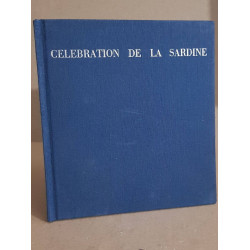 CELEBRATION DE LA SARDINE